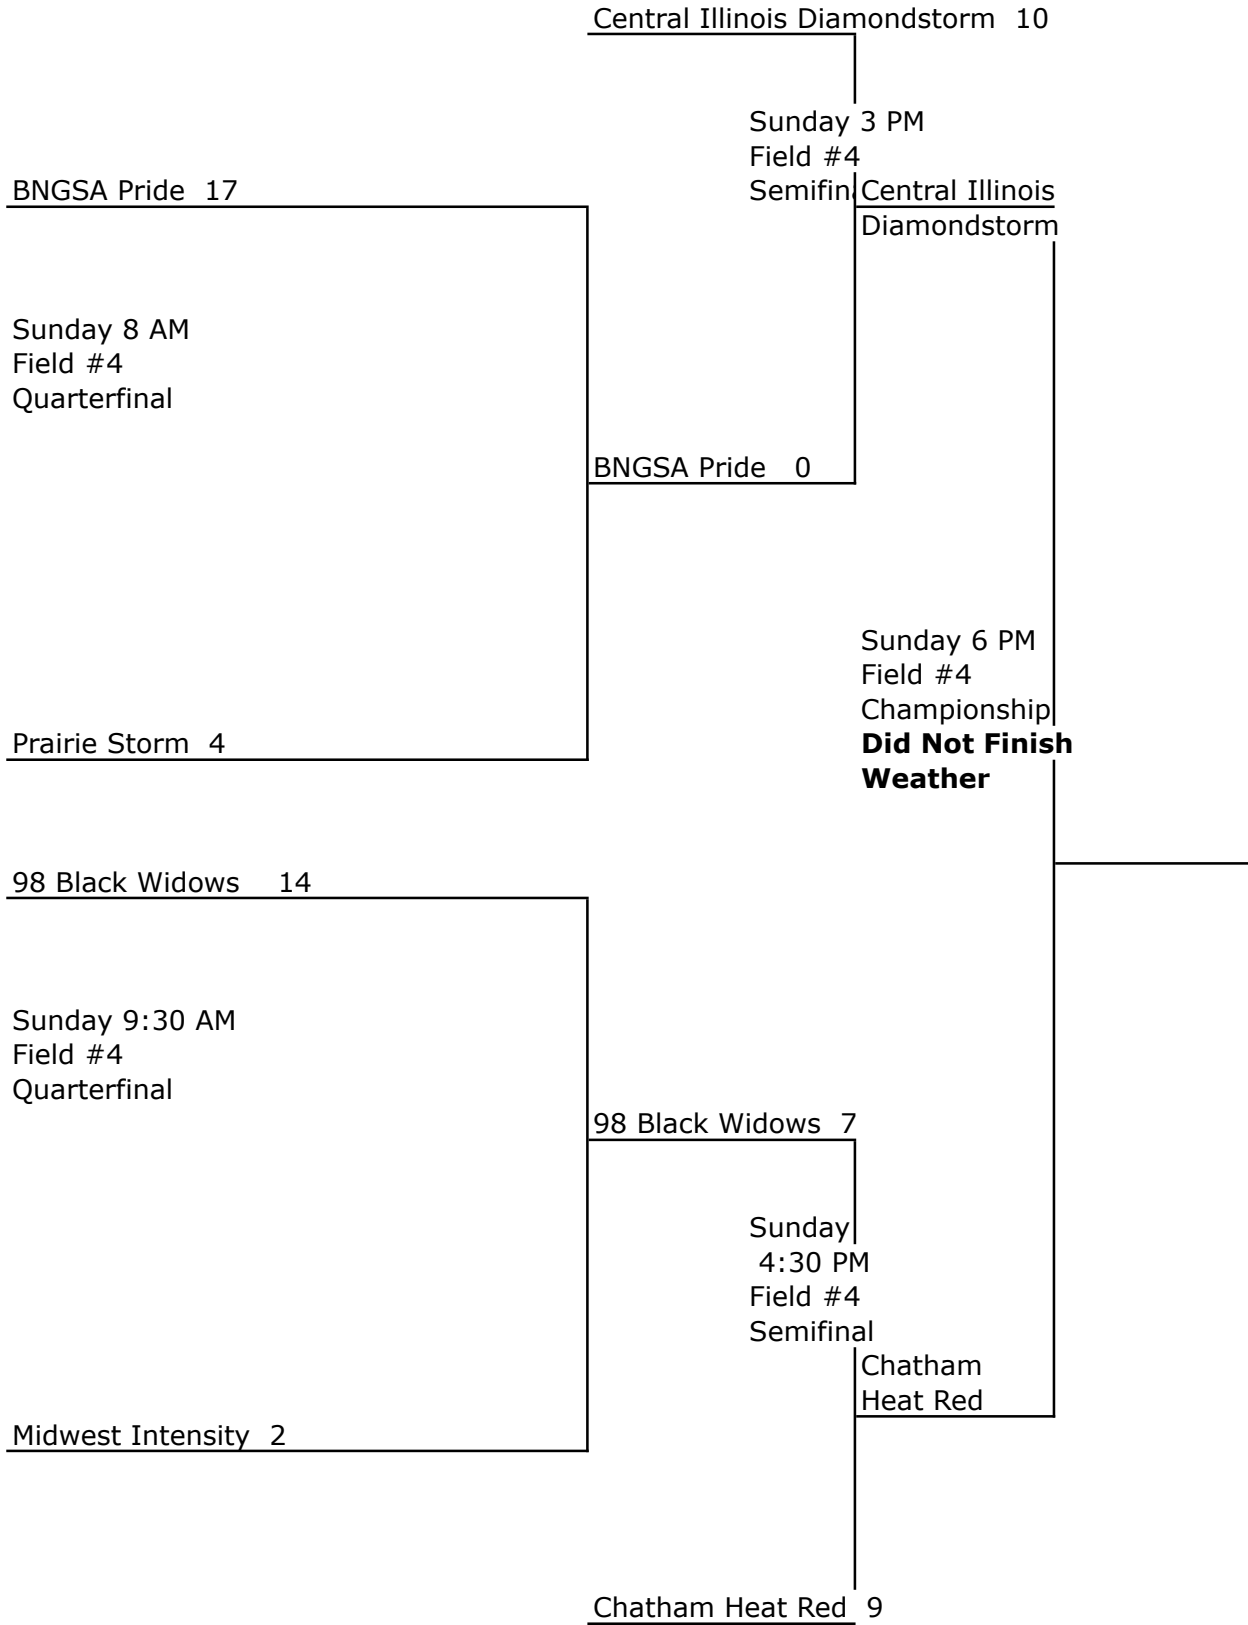 Central Illinois Diamondstorm 10
Sunday 3 PM
Field #4
Semifina
BNGSA Pride 17
Central Illinois
Diamondstorm
Sunday 8 AM
Field #4
Quarterfinal
BNGSA Pride 0
Sunday 6 PM
Field #4
Championship
Did Not Finish
Weather
Prairie Storm 4
98 Black Widows 14
Sunday 9:30 AM
Field #4
Quarterfinal
98 Black Widows 7
Sunday
4:30 PM
Field #4
Semifinal
Chatham
Heat Red
Midwest Intensity 2
Chatham Heat Red 9